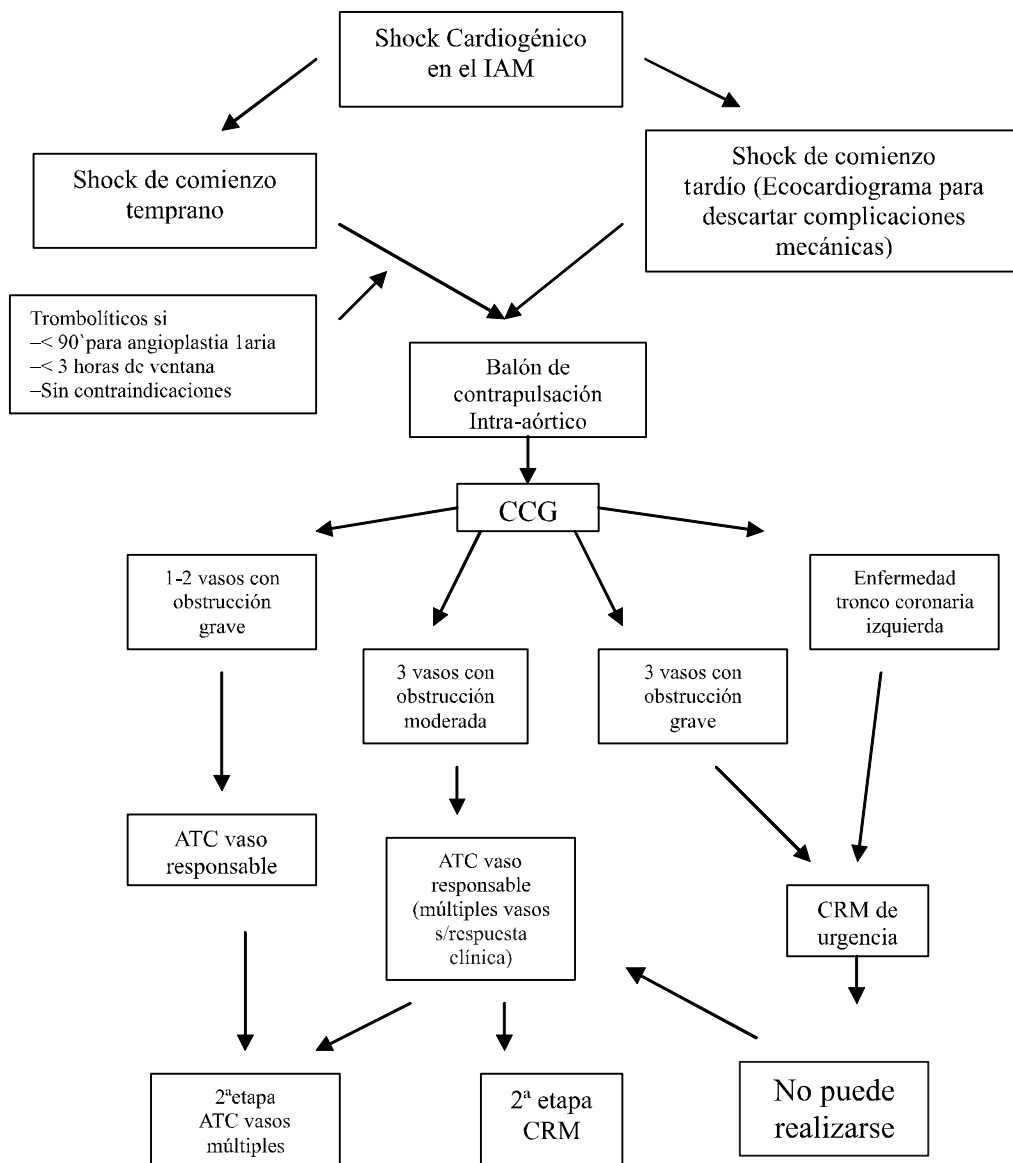 Shock Cardiogénico
en el IAM
Shock de comienzo
temprano
Shock de comienzo
tardío (Ecocardiograma para
descartar complicaciones
mecánicas)
Trombolíticos si
–< 90`para angioplastia 1aria
–< 3 horas de ventana
–Sin contraindicaciones
Balón de
contrapulsación
Intra-aórtico
CCG
1-2 vasos con
obstrucción
grave
Enfermedad
tronco coronaria
izquierda
3 vasos con
obstrucción
moderada
3 vasos con
obstrucción
grave
ATC vaso
responsable
ATC vaso
responsable
(múltiples vasos
s/respuesta
clínica)
CRM de
urgencia
2ªetapa
ATC vasos
múltiples
2ª etapa
CRM
No puede
realizarse